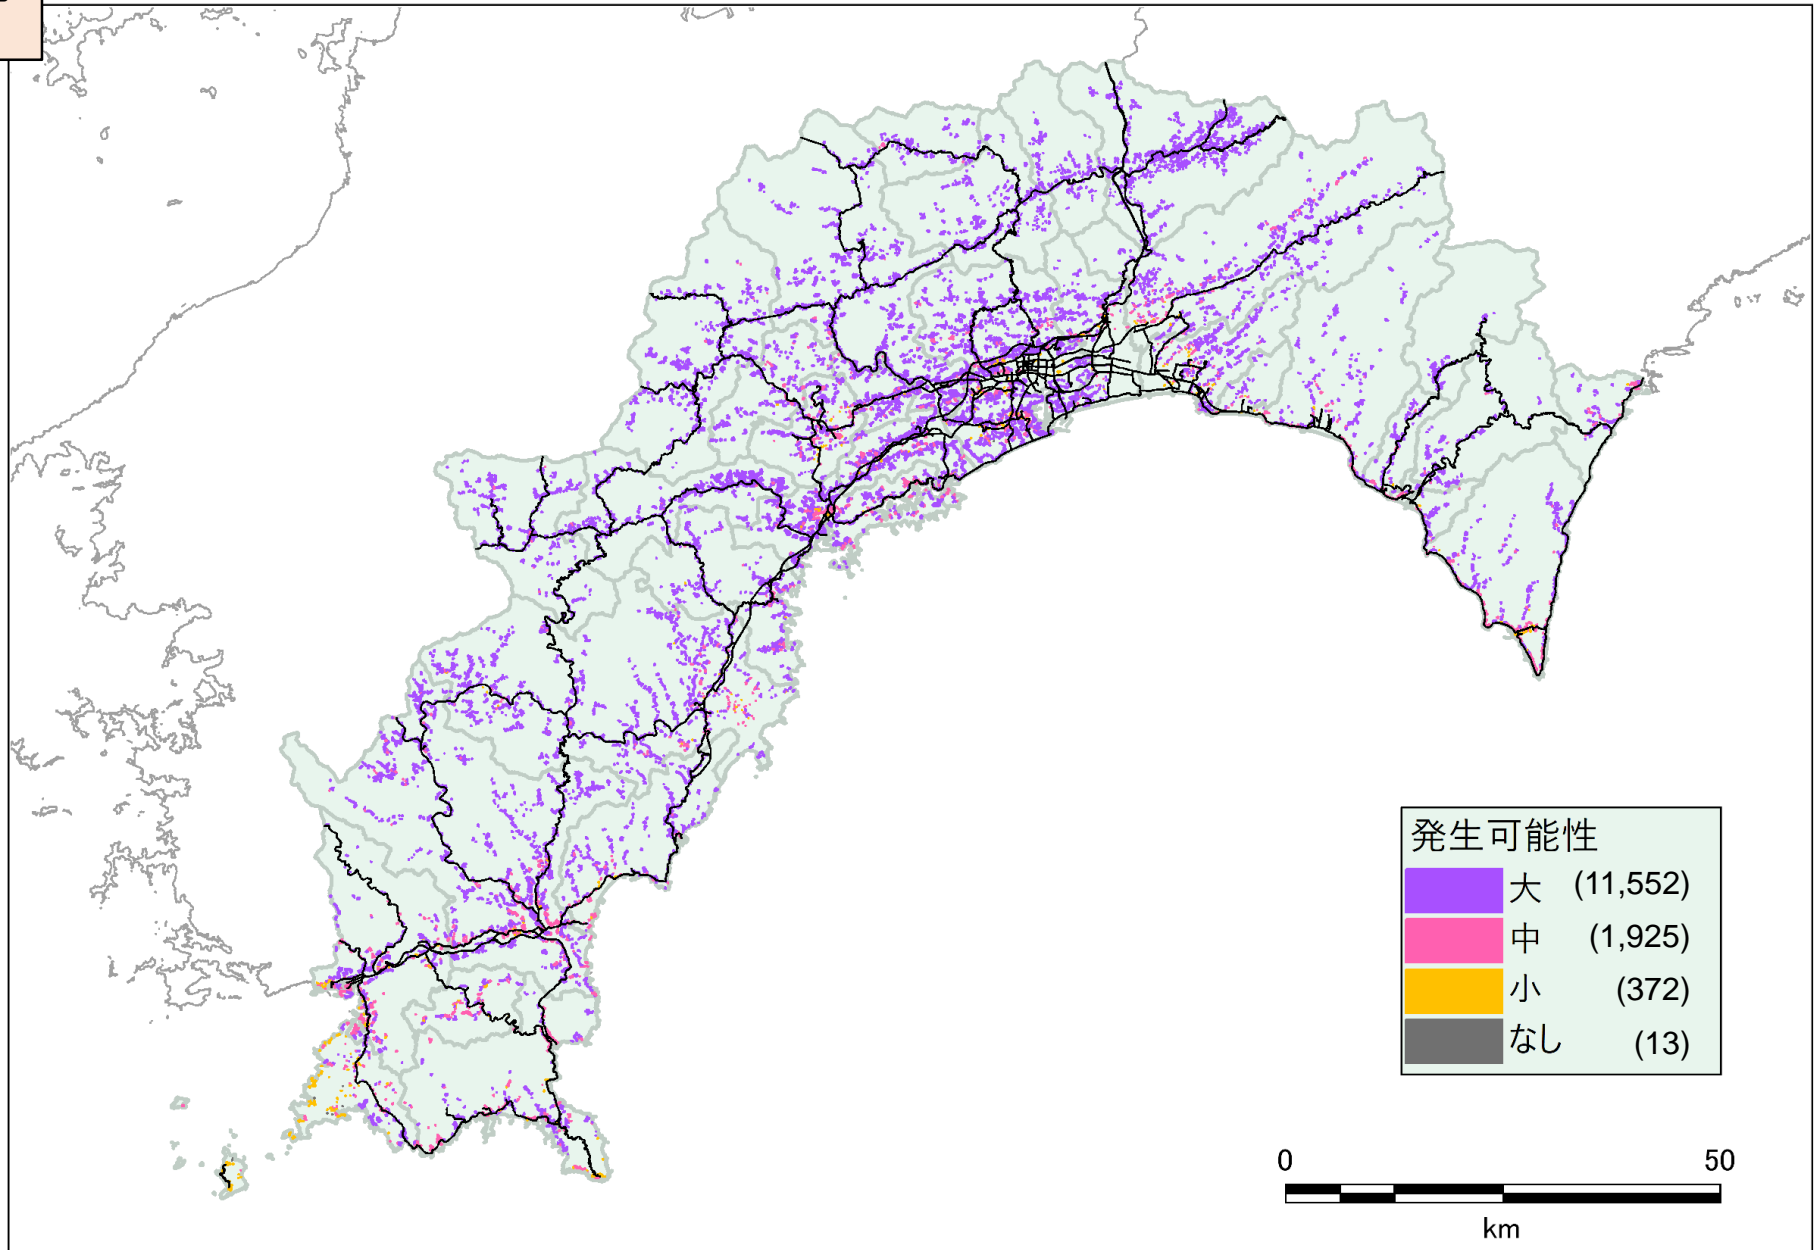 発生可能性
大 (11,552)
中 (1,925)
小 (372)
なし (13)
0 50
km